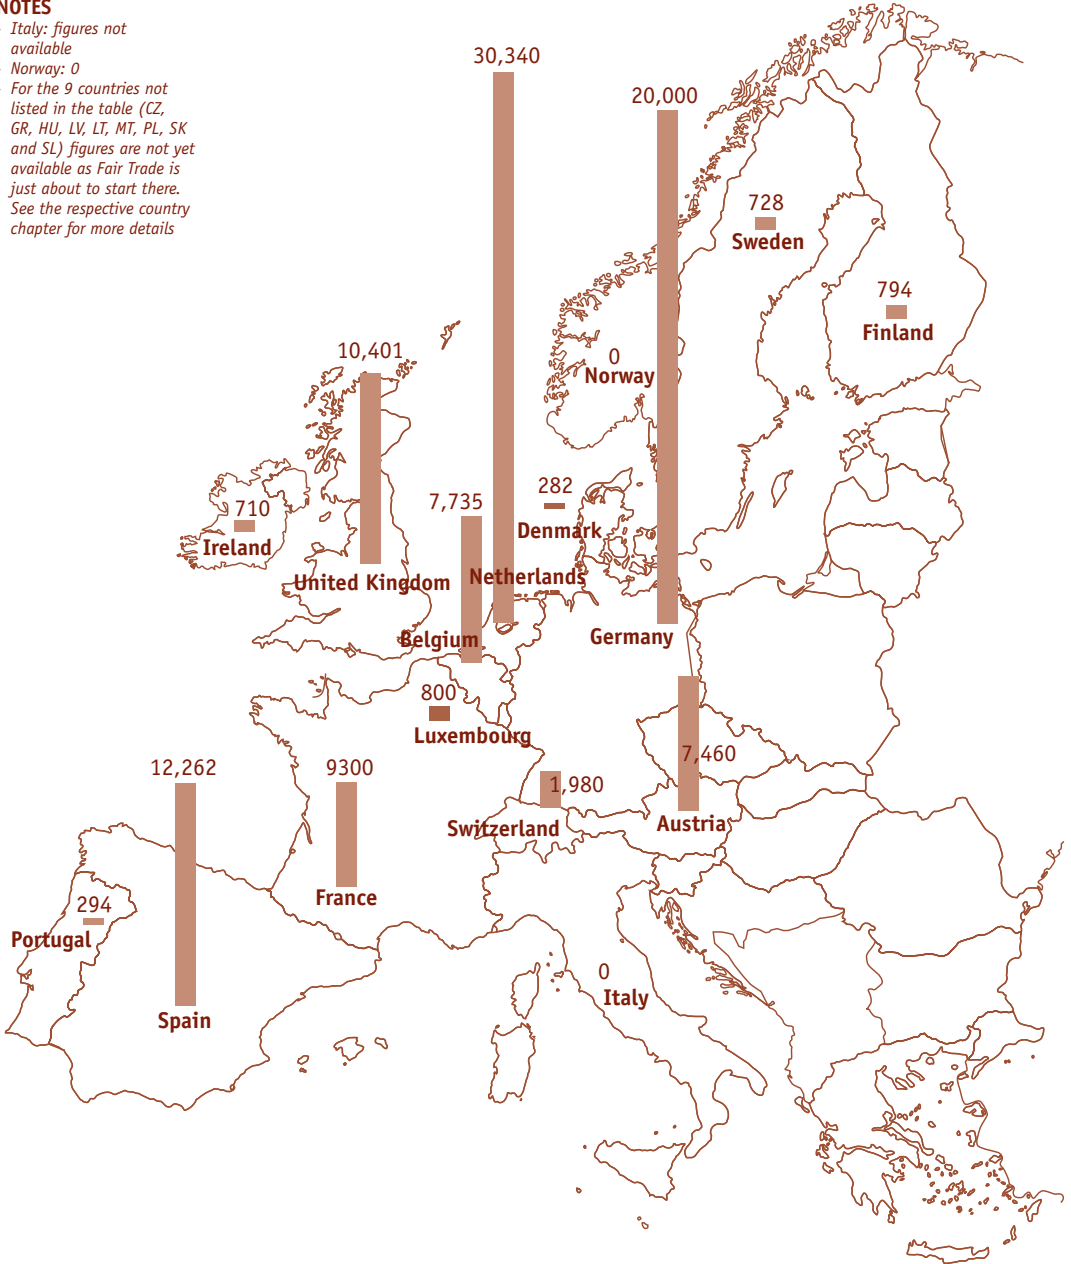 NOTES
Italy: figures not
available
Norway: 0
For the 9 countries not
listed in the table (CZ,
GR, HU, LV, LT, MT, PL, SK
and SL) figures are not yet
available as Fair Trade is
just about to start there.
See the respective country
chapter for more details
30,340
20,000
728
Sweden
794
Finland
10,401
0
Norway
7,735
282
710
Denmark
Ireland
United Kingdom
Netherlands
Belgium
Germany
800
Luxembourg
7,460
12,262
9300
1,980
Switzerland
Austria
France
294
Portugal
0
Italy
Spain